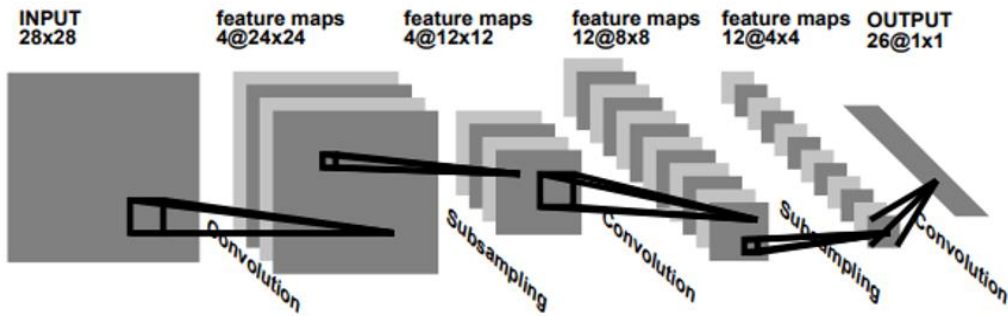 INPUT
28x28
feature maps
4@24x24
feature maps
4@12x12
feature maps
12@8x8
feature maps
12@4x4
OUTPUT
26@1x1
Convolution
Subsampling
Convolution
Subsampling
Convolution